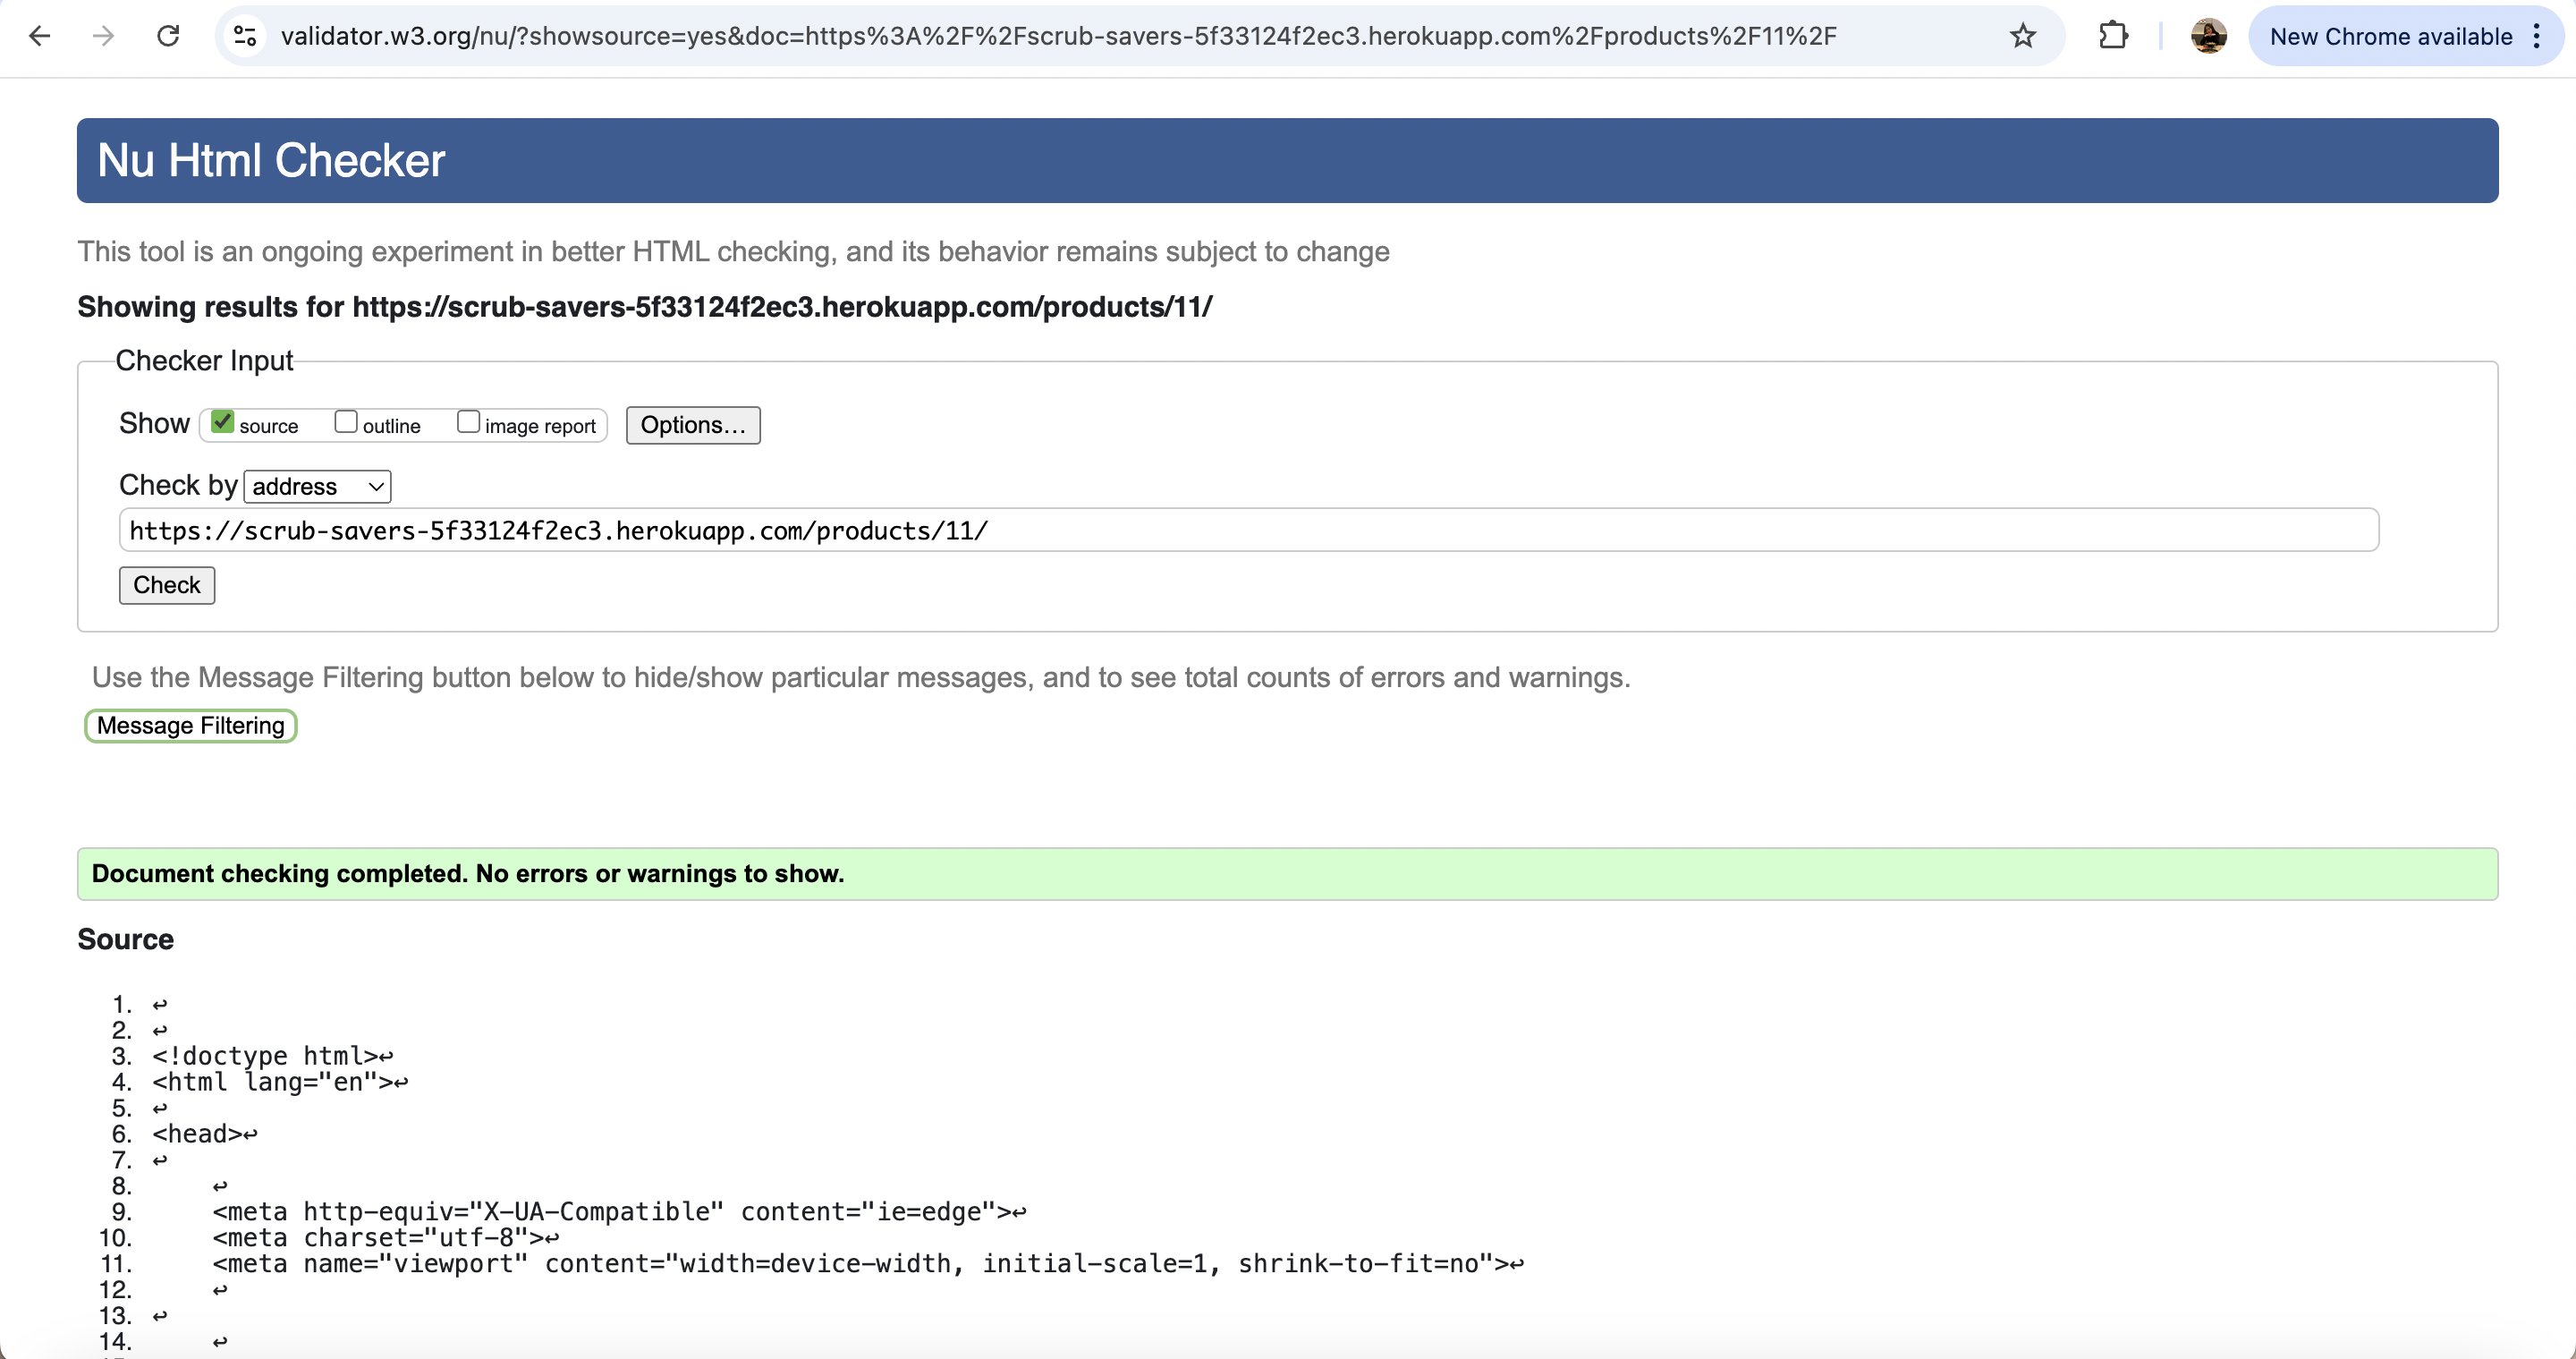 validator.w3.org/nu/?showsource=yes&doc=https%3A%2F%2Fscrub-savers-5f33124f2ec3.herokuapp.com%2Fproducts%2F11%2F
New Chrome available
Nu Html Checker
This tool is an ongoing experiment in better HTML checking, and its behavior remains subject to change
Showing results for https://scrub-savers-5f33124f2ec3.herokuapp.com/products/11/
Checker Input
Show source outline image report Options...
Check by address
https://scrub-savers-5f33124f2ec3.herokuapp.com/products/11/
Check
Use the Message Filtering button below to hide/show particular messages, and to see total counts of errors and warnings.
Message Filtering
Document checking completed. No errors or warnings to show.
Source
1. ↩
2. ↩
3. <!doctype html>↩
4. <html lang="en">↩
5. ↩
6. <head>↩
7. ↩
8. ↩
9. <meta http-equiv="X-UA-Compatible" content="ie=edge">↩
10. <meta charset="utf-8">↩
11. <meta name="viewport" content="width=device-width, initial-scale=1, shrink-to-fit=no">↩
12. ↩
13. ↩
14. ↩